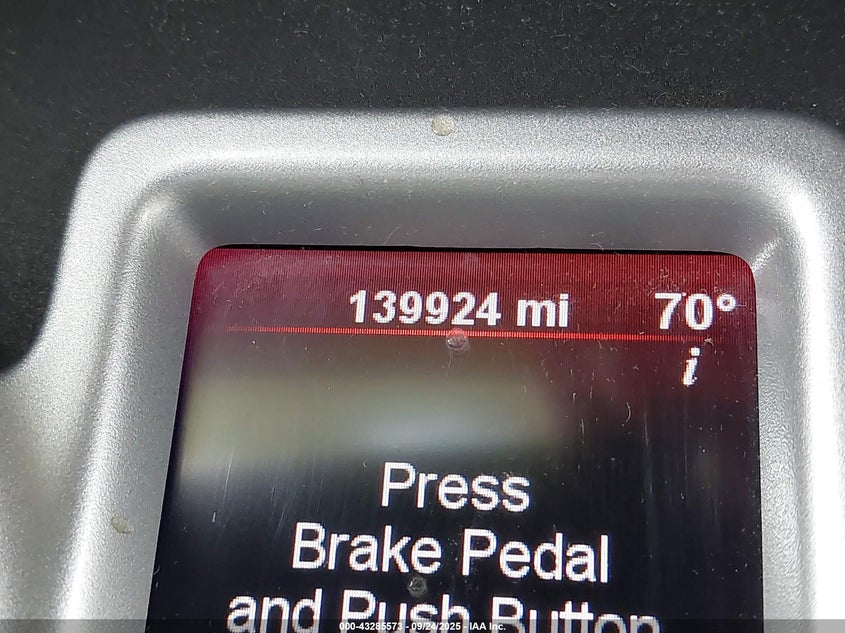 139924 mi 70°
i
Press
Brake Pedal
and Push Button
000-43285573 - 09/24/2025 - IAA Inc.